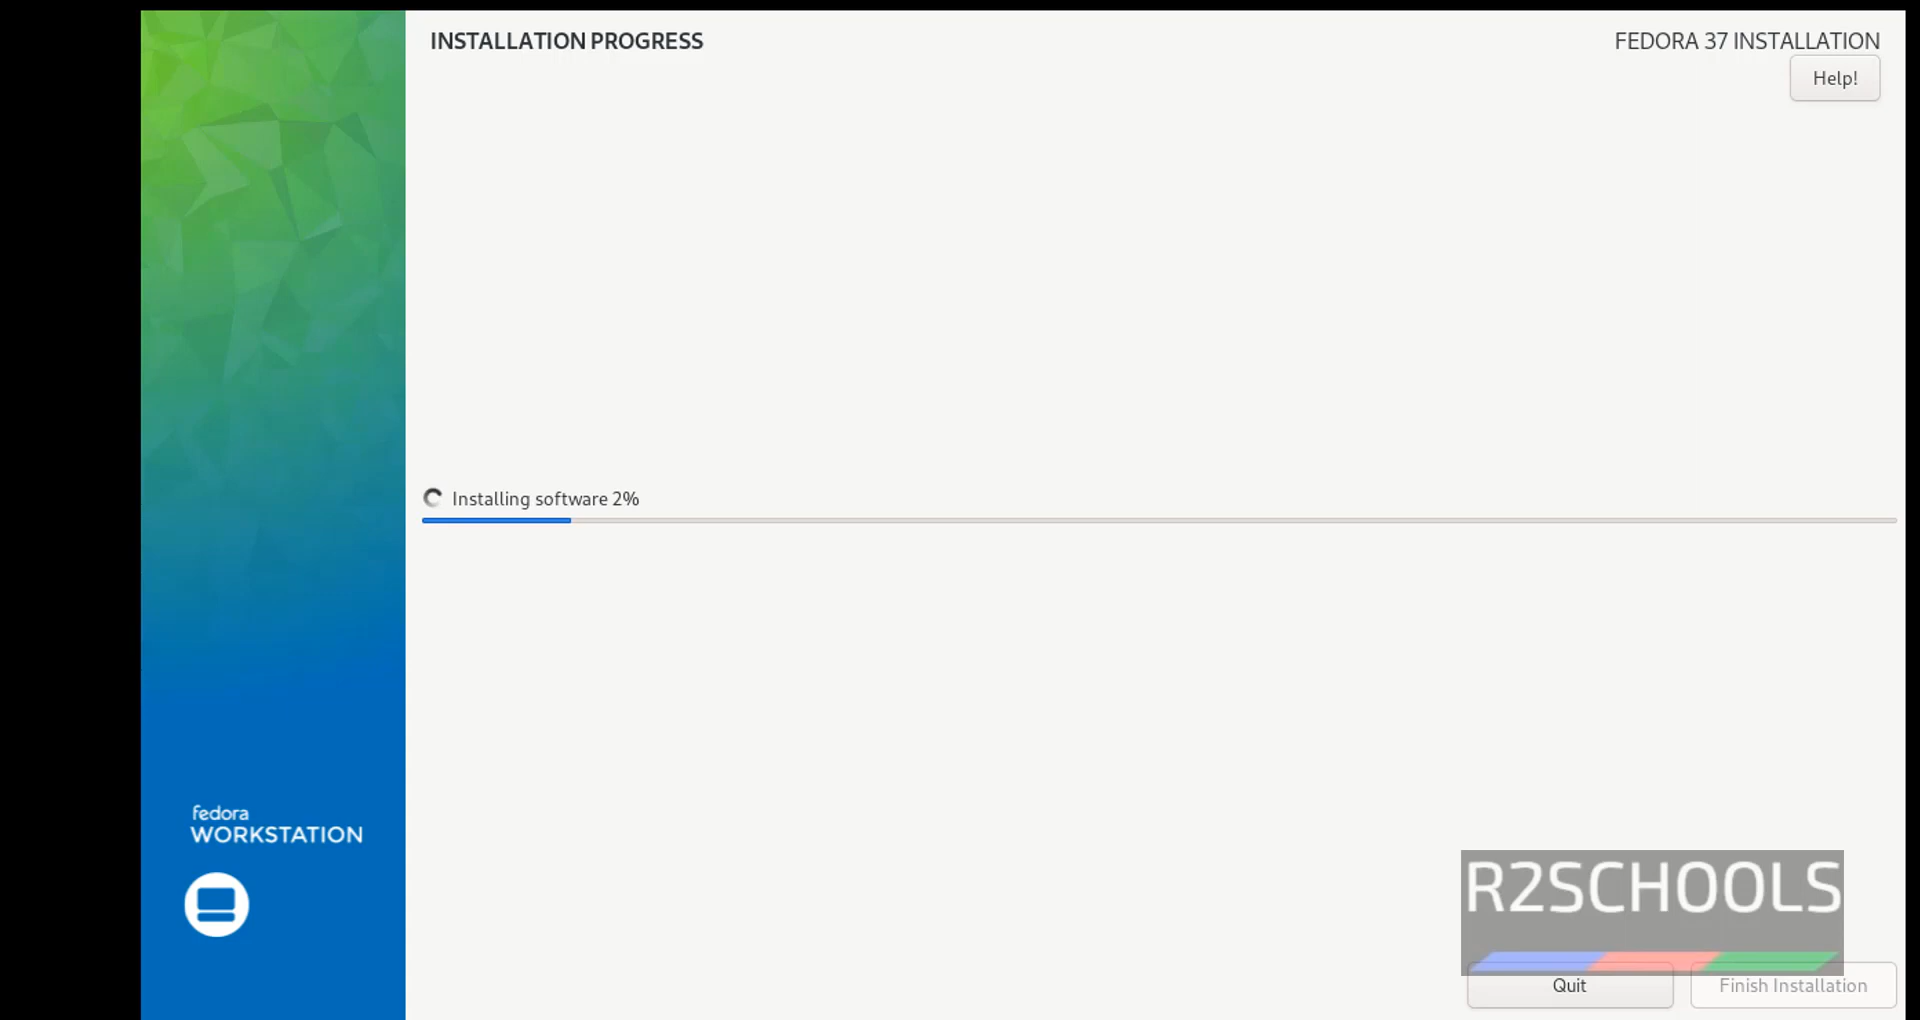 INSTALLATION PROGRESS
FEDORA 37 INSTALLATION
Help!
Installing software 2%
fedora
WORKSTATION
R2SCHOOLS
Quit
Finish Installation